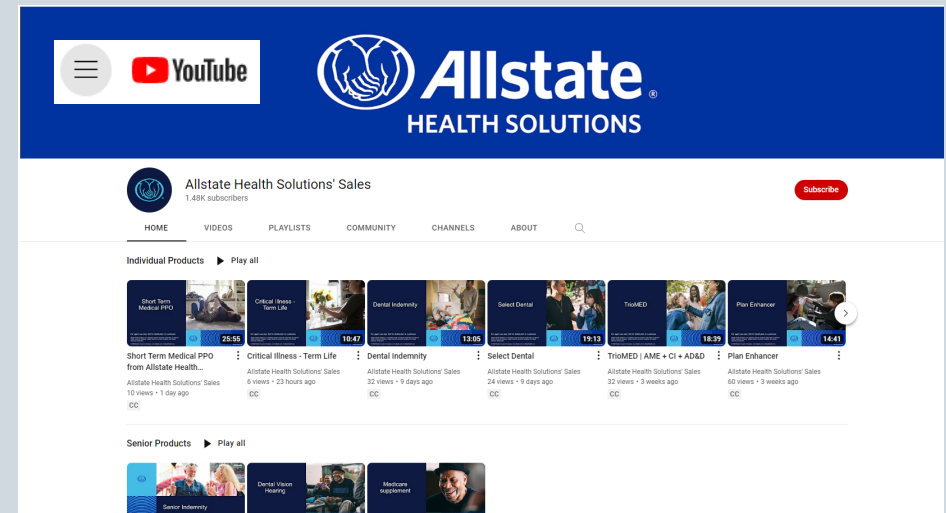 YouTube
Allstate®
HEALTH SOLUTIONS
Allstate Health Solutions' Sales
1.48K subscribers
Subscribe
HOME VIDEOS PLAYLISTS COMMUNITY CHANNELS ABOUT
Individual Products Play all
Short Term
Medical PPO
25:55
Critical Illness -
Term Life
10:47
Dental Indemnity
13:05
Select Dental
19:13
TrioMED
18:39
Plan Enhancer
14:41
Short Term Medical PPO
from Allstate Health...
Allstate Health Solutions' Sales
10 views • 1 day ago
CC
Critical Illness - Term Life
Allstate Health Solutions' Sales
6 views • 23 hours ago
CC
Dental Indemnity
Allstate Health Solutions' Sales
32 views • 9 days ago
CC
Select Dental
Allstate Health Solutions' Sales
24 views • 9 days ago
CC
TrioMED | AME + CI + AD&D
Allstate Health Solutions' Sales
32 views • 3 weeks ago
CC
Plan Enhancer
Allstate Health Solutions' Sales
60 views • 3 weeks ago
CC
Senior Products Play all
Senior Indemnity
Dental Vision
Hearing
Medicare
supplement